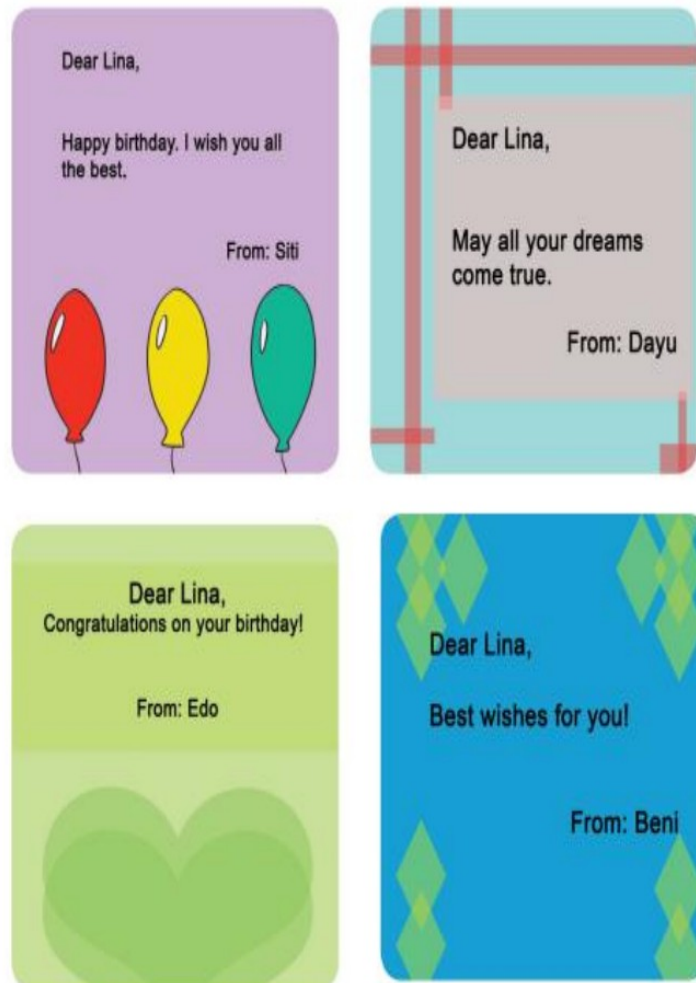 Dear Lina,
Happy birthday. I wish you all
the best.
From: Siti
Dear Lina,
May all your dreams
come true.
From: Dayu
Dear Lina,
Congratulations on your birthday!
From: Edo
Dear Lina,
Best wishes for you!
From: Beni